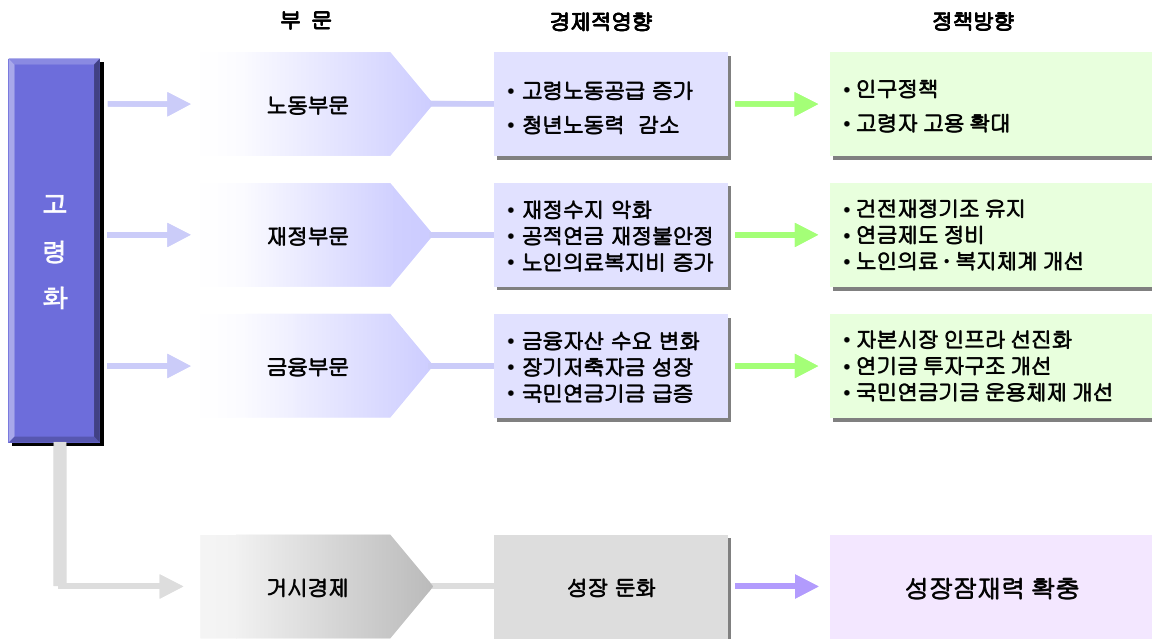 부 문
경제적영향
정책방향
고
령
화
노동부문
• 고령노동공급 증가
• 청년노동력 감소
• 인구정책
• 고령자 고용 확대
재정부문
• 재정수지 악화
• 공적연금 재정불안정
• 노인의료복지비 증가
• 건전재정기조 유지
• 연금제도 정비
• 노인의료 · 복지체계 개선
금융부문
• 금융자산 수요 변화
• 장기저축자금 성장
• 국민연금기금 급증
• 자본시장 인프라 선진화
• 연기금 투자구조 개선
• 국민연금기금 운용체제 개선
거시경제
성장 둔화
성장잠재력 확충